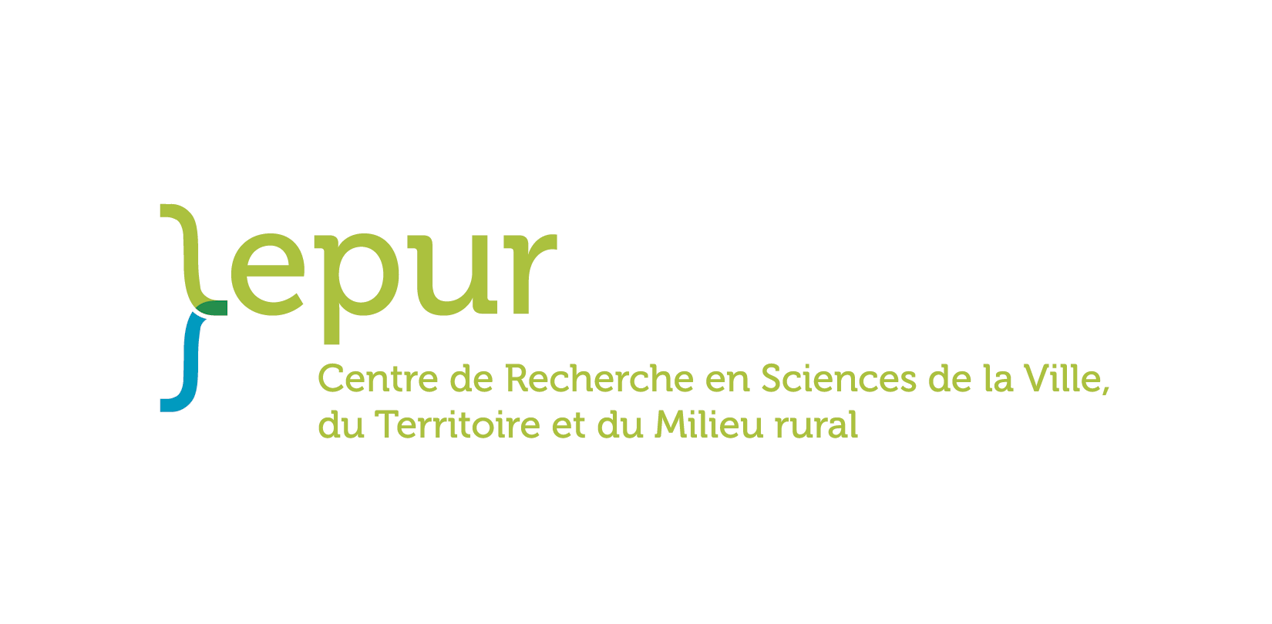 lepur
Centre de Recherche en Sciences de la Ville,
du Territoire et du Milieu rural